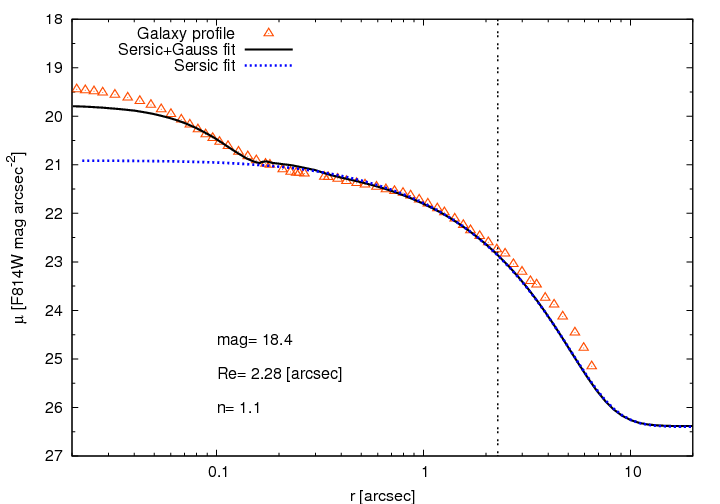 Galaxy profile
Sersic+Gauss fit
Sersic fit
18
19
20
21
22
23
24
25
26
27
μ [F814W mag arcsec-2]
mag= 18.4
Re= 2.28 [arcsec]
n= 1.1
0.1 1 10
r [arcsec]